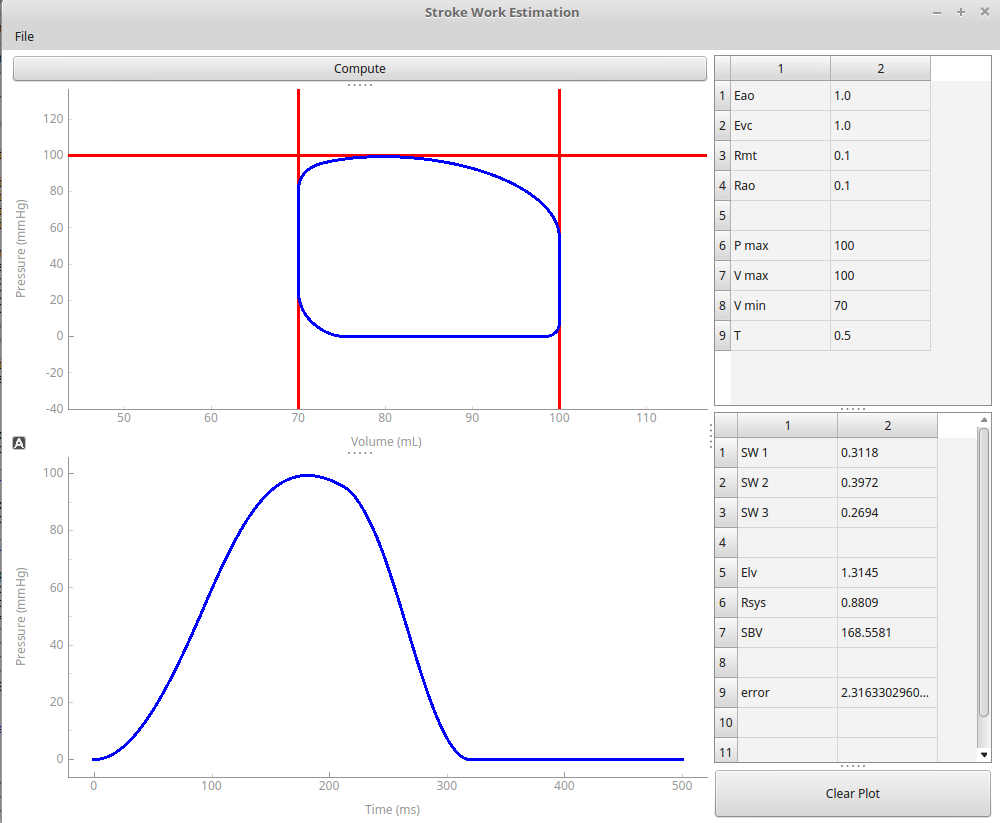 Stroke Work Estimation
File
Compute
120
100
80
60
40
20
0
-20
-40
Pressure (mmHg)
50 60 70 80 90 100 110
Volume (mL)
A
100
80
60
40
20
0
Pressure (mmHg)
0 100 200 300 400 500
Time (ms)
1 2
1 Eao 1.0
2 Evc 1.0
3 Rmt 0.1
4 Rao 0.1
5
6 P max 100
7 V max 100
8 V min 70
9 T 0.5
1 2
1 SW 1 0.3118
2 SW 2 0.3972
3 SW 3 0.2694
4
5 Elv 1.3145
6 Rsys 0.8809
7 SBV 168.5581
8
9 error 2.3163302960...
10
11
Clear Plot